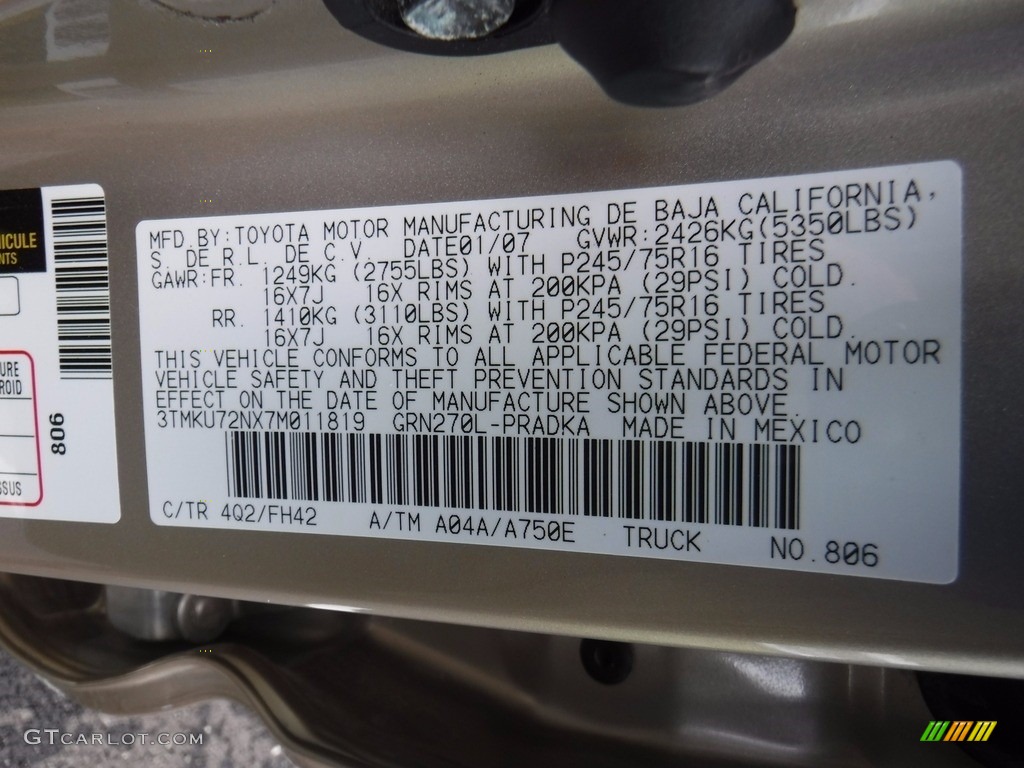 MFD.BY:TOYOTA MOTOR MANUFACTURING DE BAJA CALIFORNIA,
S. DE R.L. DE C.V. DATE01/07 GVWR:2426KG(5350LBS)
GAWR:FR. 1249KG (2755LBS) WITH P245/75R16 TIRES
16X7J 16X RIMS AT 200KPA (29PSI) COLD.
RR. 1410KG (3110LBS) WITH P245/75R16 TIRES
16X7J 16X RIMS AT 200KPA (29PSI) COLD.
THIS VEHICLE CONFORMS TO ALL APPLICABLE FEDERAL MOTOR
VEHICLE SAFETY AND THEFT PREVENTION STANDARDS IN
EFFECT ON THE DATE OF MANUFACTURE SHOWN ABOVE.
3TMKU72NX7M011819 GRN270L-PRADKA MADE IN MEXICO
C/TR 4Q2/FH42 A/TM A04A/A750E TRUCK NO.806
806
GTCARLOT.COM